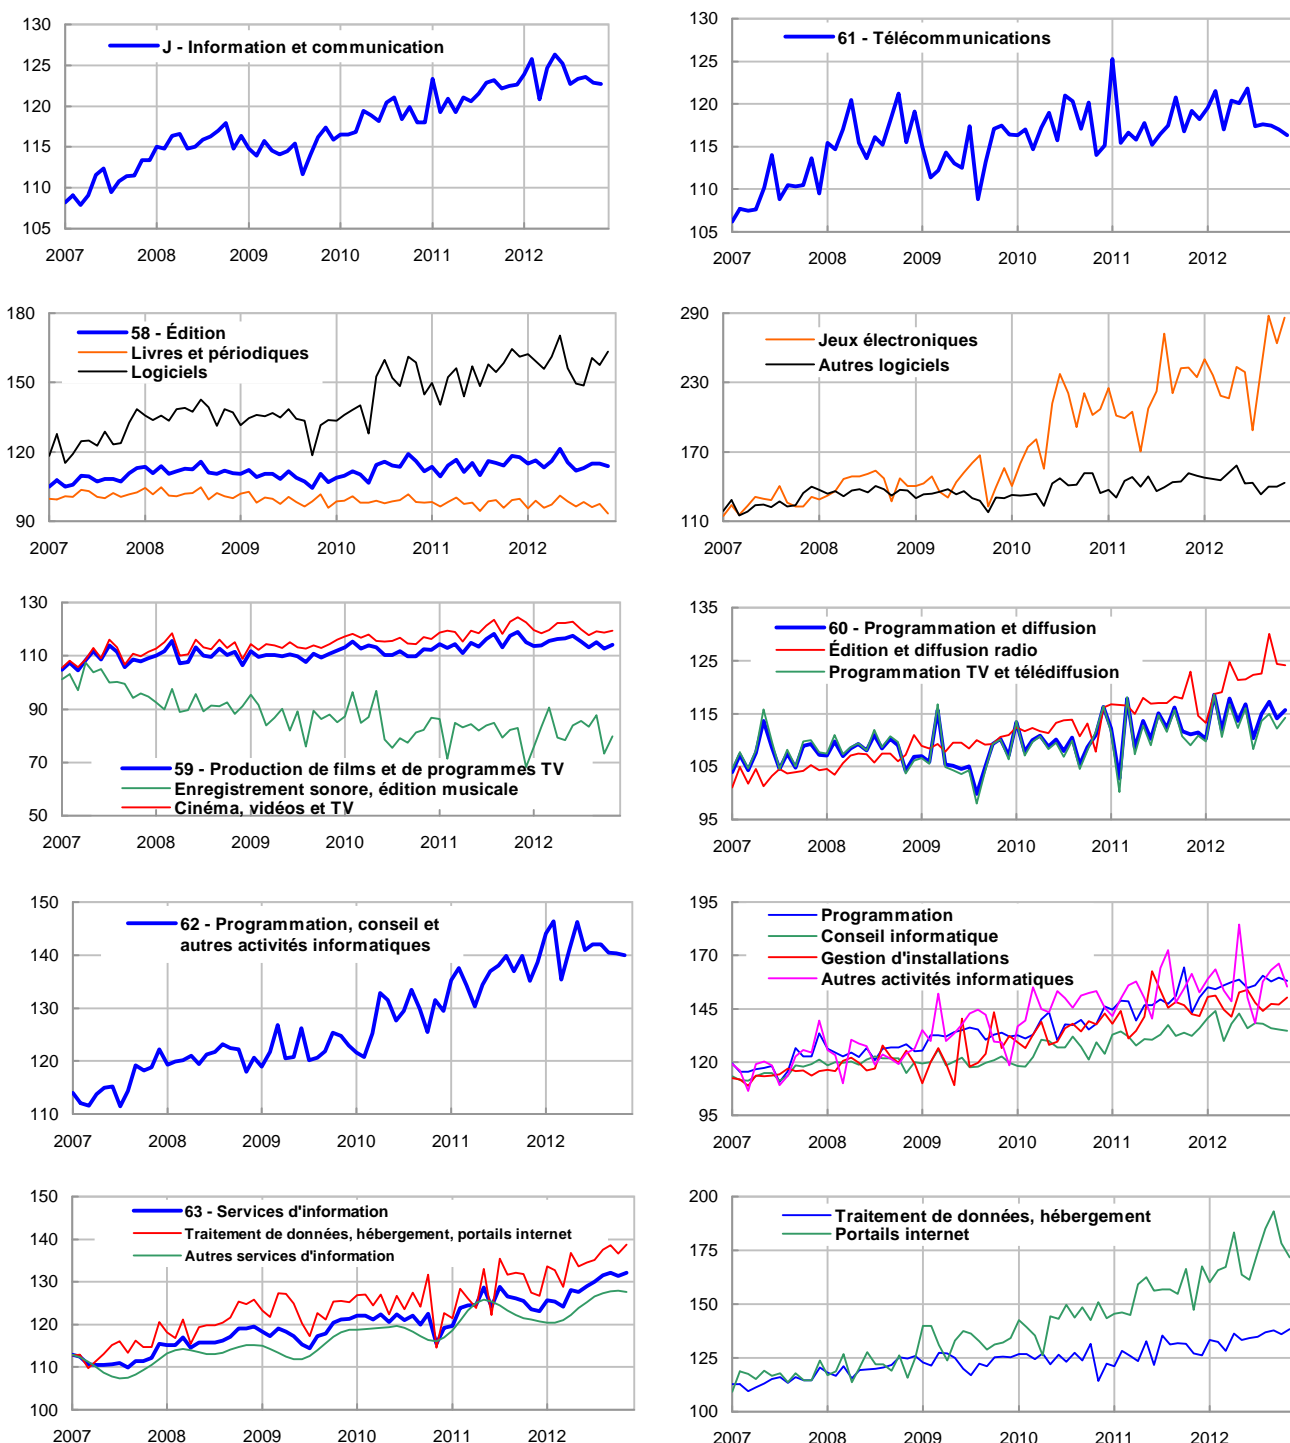 130
125
120
115
110
105
J - Information et communication
2007 2008 2009 2010 2011 2012
130
125
120
115
110
105
61 - Télécommunications
2007 2008 2009 2010 2011 2012
180
150
120
90
58 - Édition
Livres et périodiques
Logiciels
2007 2008 2009 2010 2011 2012
290
230
170
110
Jeux électroniques
Autres logiciels
2007 2008 2009 2010 2011 2012
130
110
90
70
50
59 - Production de films et de programmes TV
Enregistrement sonore, édition musicale
Cinéma, vidéos et TV
2007 2008 2009 2010 2011 2012
135
125
115
105
95
60 - Programmation et diffusion
Édition et diffusion radio
Programmation TV et télédiffusion
2007 2008 2009 2010 2011 2012
150
140
130
120
110
62 - Programmation, conseil et
autres activités informatiques
2007 2008 2009 2010 2011 2012
195
170
145
120
95
Programmation
Conseil informatique
Gestion d'installations
Autres activités informatiques
2007 2008 2009 2010 2011 2012
150
140
130
120
110
100
63 - Services d'information
Traitement de données, hébergement, portails internet
Autres services d'information
2007 2008 2009 2010 2011 2012
200
175
150
125
100
Traitement de données, hébergement
Portails internet
2007 2008 2009 2010 2011 2012